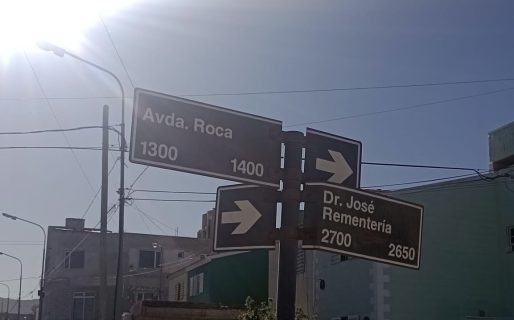 Avda. Roca
1300 1400
Dr. José
Rementería
2700 2650